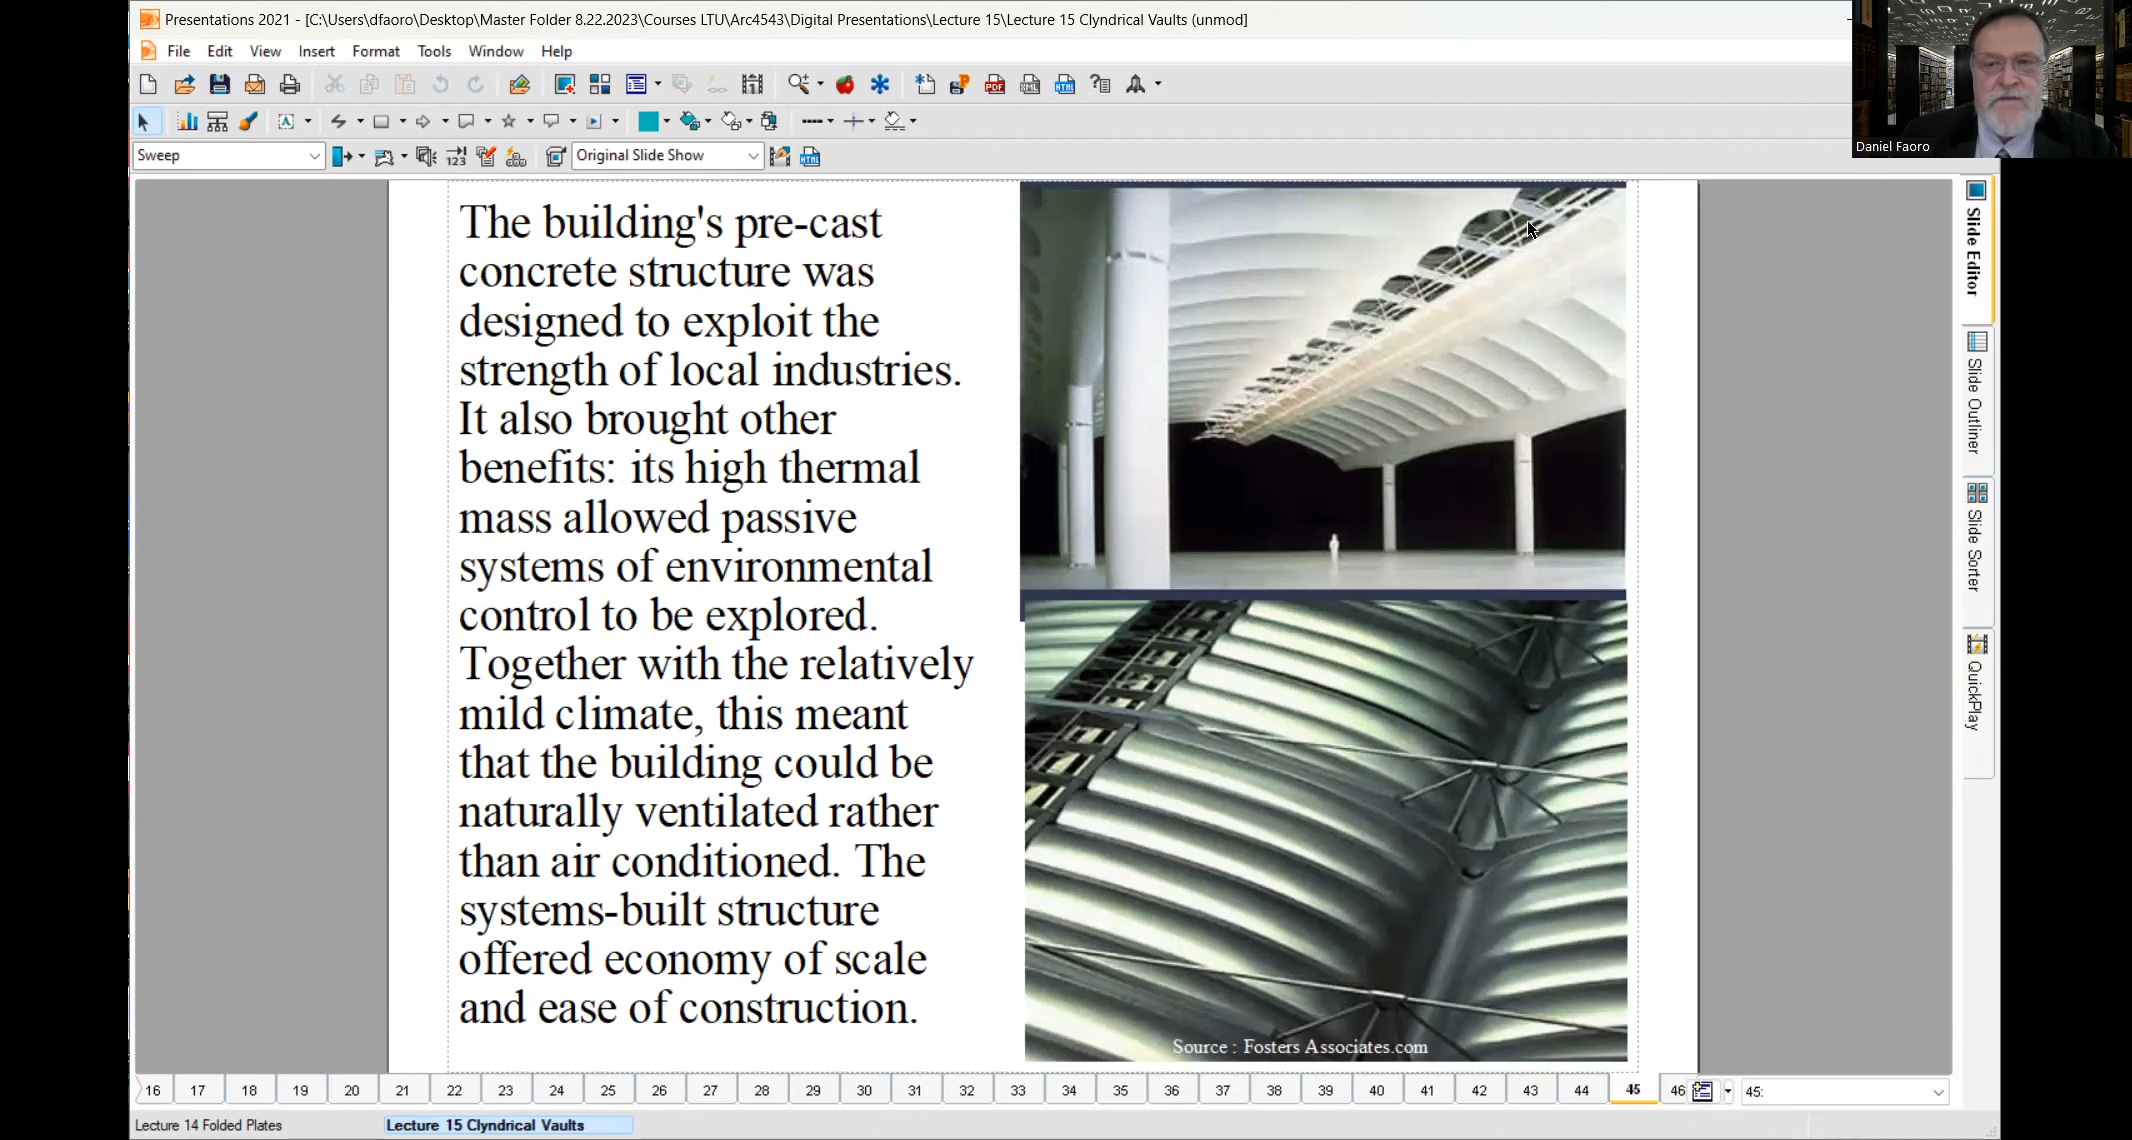 Presentations 2021 - [C:\Users\dfaoro\Desktop\Master Folder 8.22.2023\Courses LTU\Arc4543\Digital Presentations\Lecture 15\Lecture 15 Clyndrical Vaults (unmod]
File Edit View Insert Format Tools Window Help
Daniel Faoro
Sweep
Original Slide Show
The building's pre-cast
concrete structure was
designed to exploit the
strength of local industries.
It also brought other
benefits: its high thermal
mass allowed passive
systems of environmental
control to be explored.
Together with the relatively
mild climate, this meant
that the building could be
naturally ventilated rather
than air conditioned. The
systems-built structure
offered economy of scale
and ease of construction.
Source : Fosters Associates.com
Slide Editor
Slide Outliner
Slide Sorter
QuickPlay
16 17 18 19 20 21 22 23 24 25 26 27 28 29 30 31 32 33 34 35 36 37 38 39 40 41 42 43 44 45 46 45:
Lecture 14 Folded Plates Lecture 15 Clyndrical Vaults